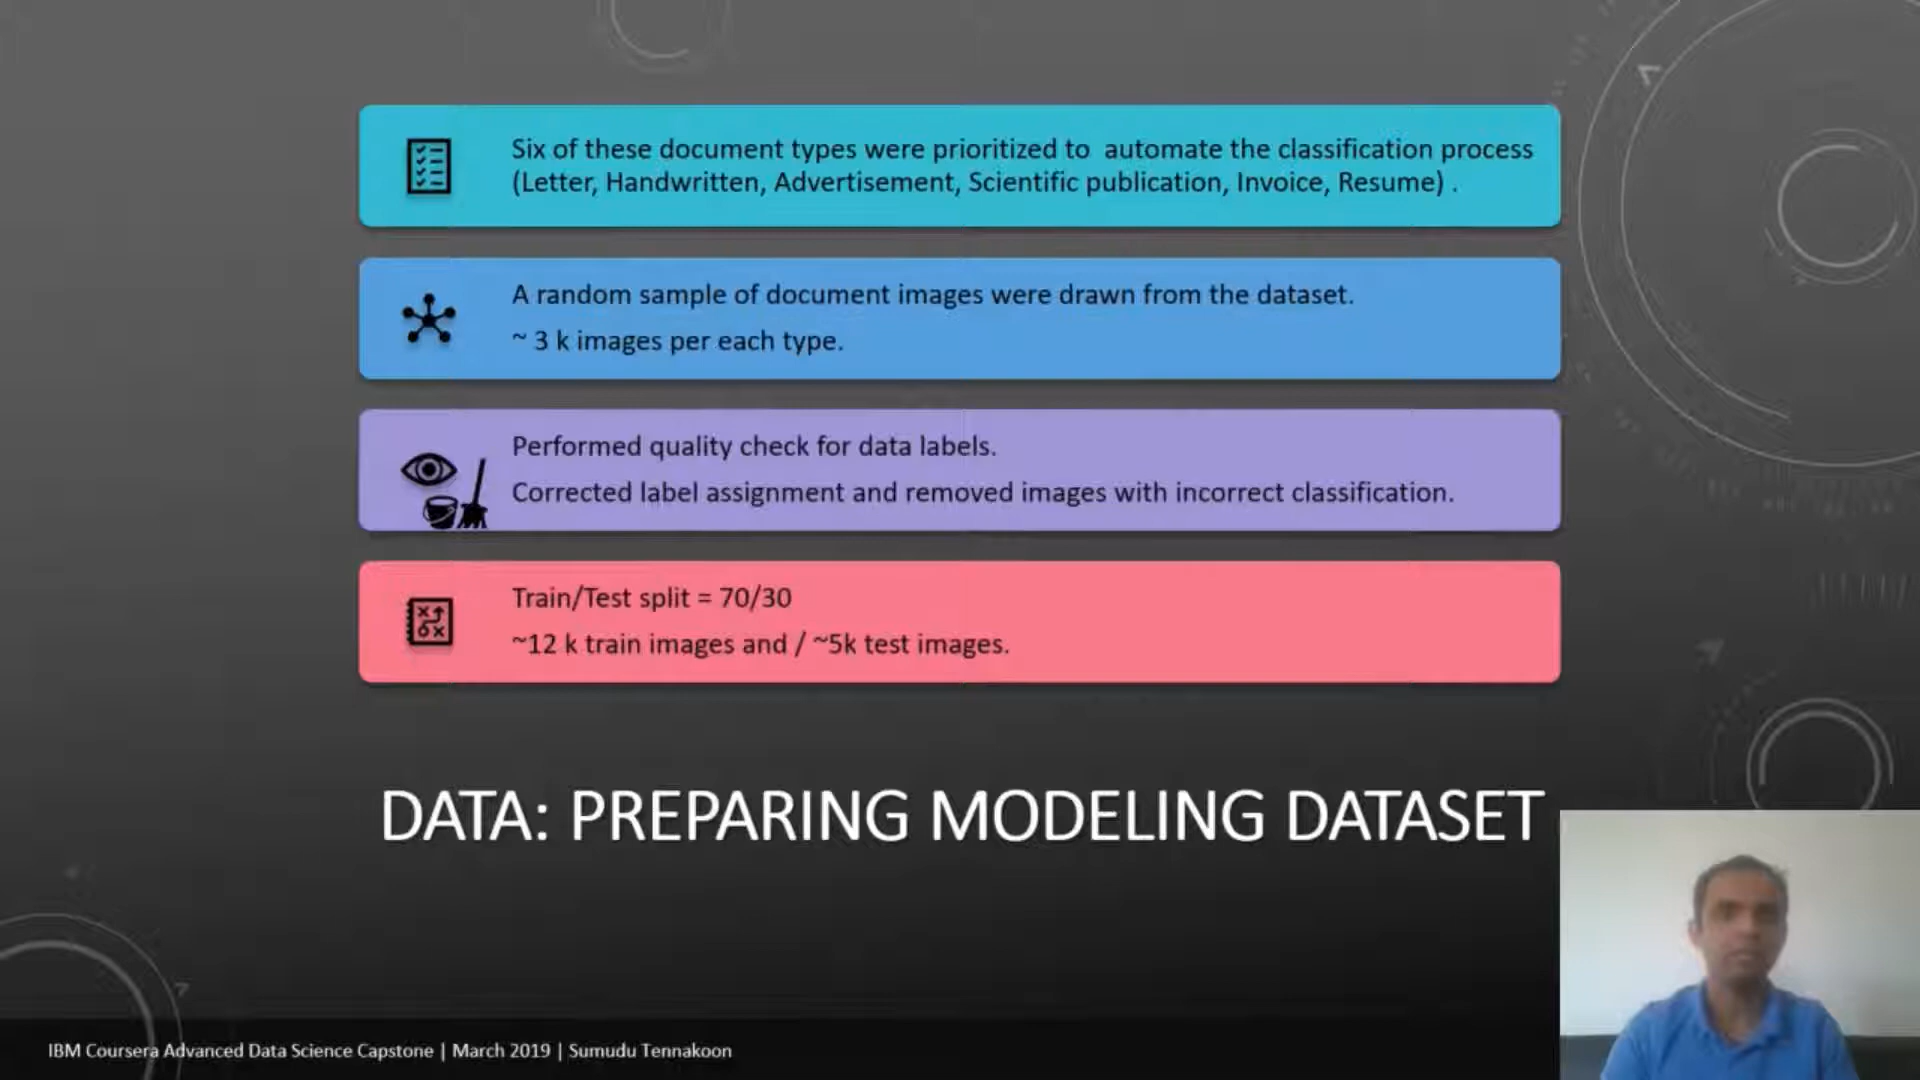 Six of these document types were prioritized to  automate the classification process
(Letter, Handwritten, Advertisement, Scientific publication, Invoice, Resume) .
A random sample of document images were drawn from the dataset.
~ 3 k images per each type.
Performed quality check for data labels.
Corrected label assignment and removed images with incorrect classification.
Train/Test split = 70/30
~12 k train images and / ~5k test images.
DATA: PREPARING MODELING DATASET
IBM Coursera Advanced Data Science Capstone | March 2019 | Sumudu Tennakoon